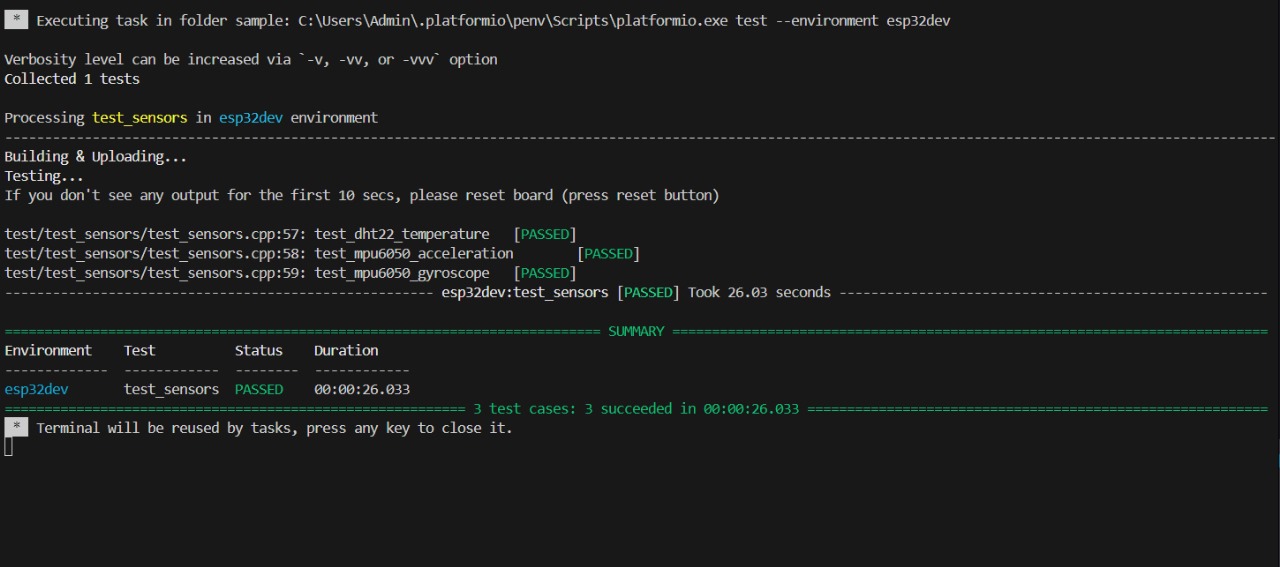 * Executing task in folder sample: C:\Users\Admin\.platformio\penv\Scripts\platformio.exe test --environment esp32dev
Verbosity level can be increased via `-v, -vv, or -vvv` option
Collected 1 tests
Processing test_sensors in esp32dev environment
--------------------------------------------------------------------------------
Building & Uploading...
Testing...
If you don't see any output for the first 10 secs, please reset board (press reset button)
test/test_sensors/test_sensors.cpp:57: test_dht22_temperature [PASSED]
test/test_sensors/test_sensors.cpp:58: test_mpu6050_acceleration [PASSED]
test/test_sensors/test_sensors.cpp:59: test_mpu6050_gyroscope [PASSED]
------------------------------------------------------ esp32dev:test_sensors [PASSED] Took 26.03 seconds ------------------------------------------------------
=========================================================================== SUMMARY ===========================================================================
Environment Test Status Duration
------------- ------------ -------- ------------
esp32dev test_sensors PASSED 00:00:26.033
========================================================== 3 test cases: 3 succeeded in 00:00:26.033 ==========================================================
* Terminal will be reused by tasks, press any key to close it.